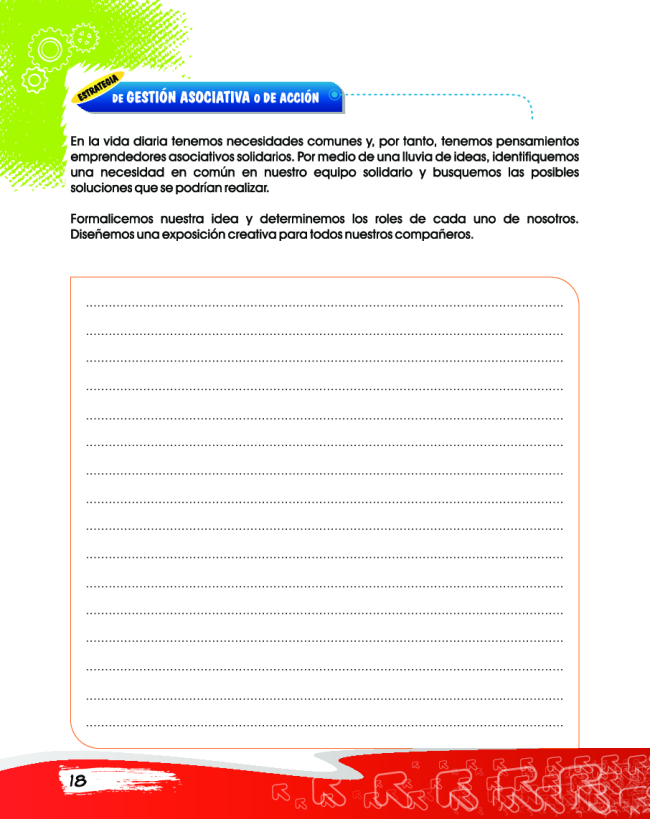 ESTRATEGIA
DE GESTIÓN ASOCIATIVA O DE ACCIÓN
En la vida diaria tenemos necesidades comunes y, por tanto, tenemos pensamientos
emprendedores asociativos solidarios. Por medio de una lluvia de ideas, identifiquemos
una necesidad en común en nuestro equipo solidario y busquemos las posibles
soluciones que se podrían realizar.
Formalicemos nuestra idea y determinemos los roles de cada uno de nosotros.
Diseñemos una exposición creativa para todos nuestros compañeros.
18